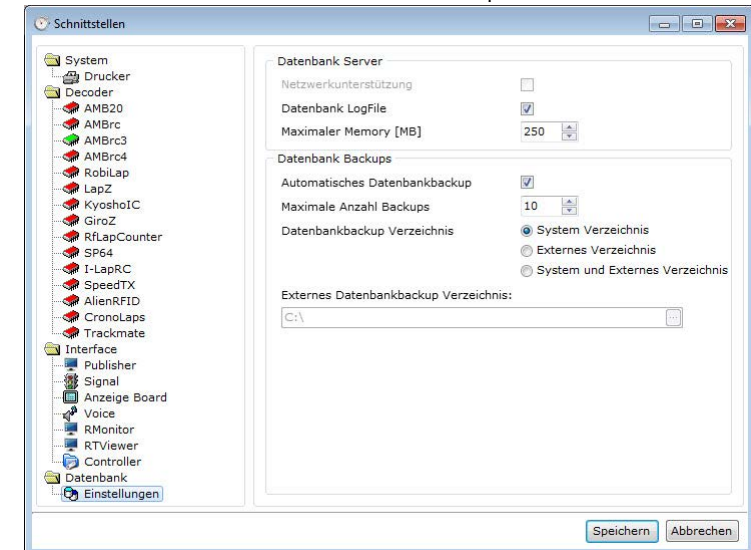 Schnittstellen
System
Drucker
Decoder
AMB20
AMBrc
AMBrc3
AMBrc4
RobiLap
LapZ
KyoshoIC
GiroZ
RfLapCounter
SP64
I-LapRC
SpeedTX
AlienRFID
CronoLaps
Trackmate
Interface
Publisher
Signal
Anzeige Board
Voice
RMonitor
RTViewer
Controller
Datenbank
Einstellungen
Datenbank Server
Netzwerkunterstützung
Datenbank LogFile
Maximaler Memory [MB] 250
Datenbank Backups
Automatisches Datenbankbackup
Maximale Anzahl Backups 10
Datenbankbackup Verzeichnis System Verzeichnis
Externes Verzeichnis
System und Externes Verzeichnis
Externes Datenbankbackup Verzeichnis:
C:\ ...
Speichern Abbrechen